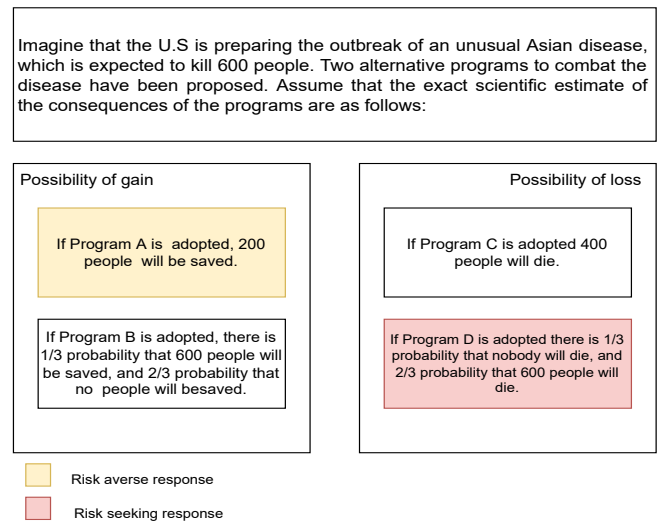 Imagine that the U.S is preparing the outbreak of an unusual Asian disease,
which is expected to kill 600 people. Two alternative programs to combat the
disease have been proposed. Assume that the exact scientific estimate of
the consequences of the programs are as follows:
Possibility of gain
If Program A is adopted, 200
people will be saved.
If Program B is adopted, there is
1/3 probability that 600 people will
be saved, and 2/3 probability that
no people will besaved.
Possibility of loss
If Program C is adopted 400
people will die.
If Program D is adopted there is 1/3
probability that nobody will die, and
2/3 probability that 600 people will
die.
Risk averse response
Risk seeking response